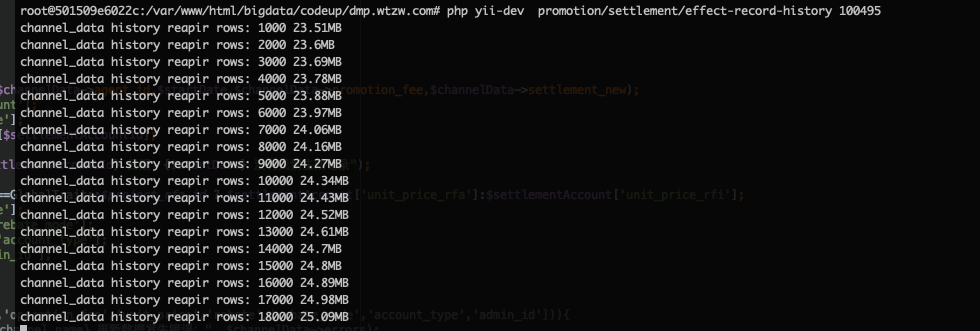 root@501509e6022c:/var/www/html/bigdata/codeup/dmp.wtzw.com# php yii-dev  promotion/settlement/effect-record-history 100495
channel_data history reapir rows: 1000 23.51MB
channel_data history reapir rows: 2000 23.6MB
channel_data history reapir rows: 3000 23.69MB
channel_data history reapir rows: 4000 23.78MB
$startDate,$channelData->promotion_fee,$channelData->settlement_new);
channel_data history reapir rows: 5000 23.88MB
channel_data history reapir rows: 6000 23.97MB
channel_data history reapir rows: 7000 24.06MB
channel_data history reapir rows: 8000 24.16MB
channel_data history reapir rows: 9000 24.27MB
channel_data history reapir rows: 10000 24.34MB
channel_data history reapir rows: 11000 24.43MB
['unit_price_rfa']:$settlementAccount['unit_price_rfi'];
channel_data history reapir rows: 12000 24.52MB
channel_data history reapir rows: 13000 24.61MB
channel_data history reapir rows: 14000 24.7MB
channel_data history reapir rows: 15000 24.8MB
channel_data history reapir rows: 16000 24.89MB
channel_data history reapir rows: 17000 24.98MB
channel_data history reapir rows: 18000 25.09MB
'account_type','admin_id'])){